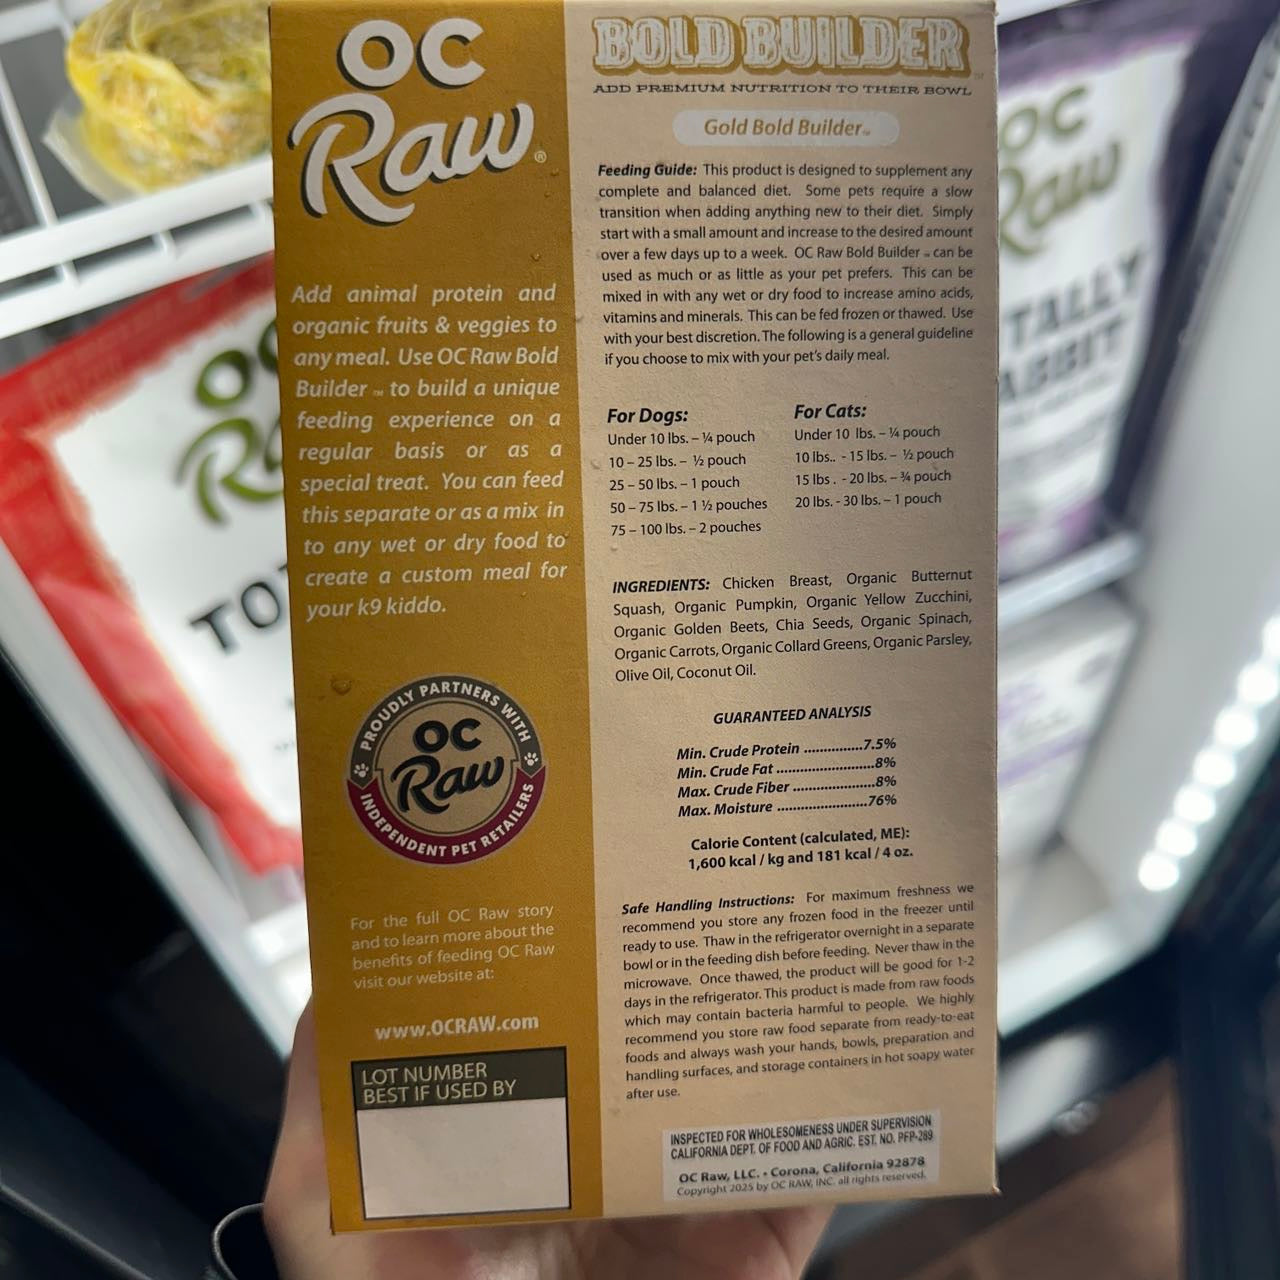 OC
Raw®
Add animal protein and
organic fruits & veggies to
any meal. Use OC Raw Bold
Builder™ to build a unique
feeding experience on a
regular basis or as a
special treat. You can feed
this separate or as a mix in
to any wet or dry food to
create a custom meal for
your k9 kiddo.
PROUDLY PARTNERS WITH
OC
Raw
INDEPENDENT PET RETAILERS
For the full OC Raw story
and to learn more about the
benefits of feeding OC Raw
visit our website at:
www.OCRAW.com
LOT NUMBER
BEST IF USED BY
BOLD BUILDER™
ADD PREMIUM NUTRITION TO THEIR BOWL
Gold Bold Builder™
Feeding Guide: This product is designed to supplement any
complete and balanced diet. Some pets require a slow
transition when adding anything new to their diet. Simply
start with a small amount and increase to the desired amount
over a few days up to a week. OC Raw Bold Builder™ can be
used as much or as little as your pet prefers. This can be
mixed in with any wet or dry food to increase amino acids,
vitamins and minerals. This can be fed frozen or thawed. Use
with your best discretion. The following is a general guideline
if you choose to mix with your pet's daily meal.
For Dogs:
Under 10 lbs. – ¼ pouch
10 – 25 lbs. – ½ pouch
25 – 50 lbs. – 1 pouch
50 – 75 lbs. – 1 ½ pouches
75 – 100 lbs. – 2 pouches
For Cats:
Under 10 lbs. – ¼ pouch
10 lbs.. - 15 lbs. – ½ pouch
15 lbs . - 20 lbs. – ¾ pouch
20 lbs. - 30 lbs. – 1 pouch
INGREDIENTS: Chicken Breast, Organic Butternut
Squash, Organic Pumpkin, Organic Yellow Zucchini,
Organic Golden Beets, Chia Seeds, Organic Spinach,
Organic Carrots, Organic Collard Greens, Organic Parsley,
Olive Oil, Coconut Oil.
GUARANTEED ANALYSIS
Min. Crude Protein ...............7.5%
Min. Crude Fat .........................8%
Max. Crude Fiber .....................8%
Max. Moisture .......................76%
Calorie Content (calculated, ME):
1,600 kcal / kg and 181 kcal / 4 oz.
Safe Handling Instructions: For maximum freshness we
recommend you store any frozen food in the freezer until
ready to use. Thaw in the refrigerator overnight in a separate
bowl or in the feeding dish before feeding. Never thaw in the
microwave. Once thawed, the product will be good for 1-2
days in the refrigerator. This product is made from raw foods
which may contain bacteria harmful to people. We highly
recommend you store raw food separate from ready-to-eat
foods and always wash your hands, bowls, preparation and
handling surfaces, and storage containers in hot soapy water
after use.
INSPECTED FOR WHOLESOMENESS UNDER SUPERVISION
CALIFORNIA DEPT. OF FOOD AND AGRIC. EST. NO. PFP-289
OC Raw, LLC. • Corona, California 92878
Copyright 2025 by OC RAW, INC. all rights reserved.
OC
Raw
TALLY
ABBIT
TO